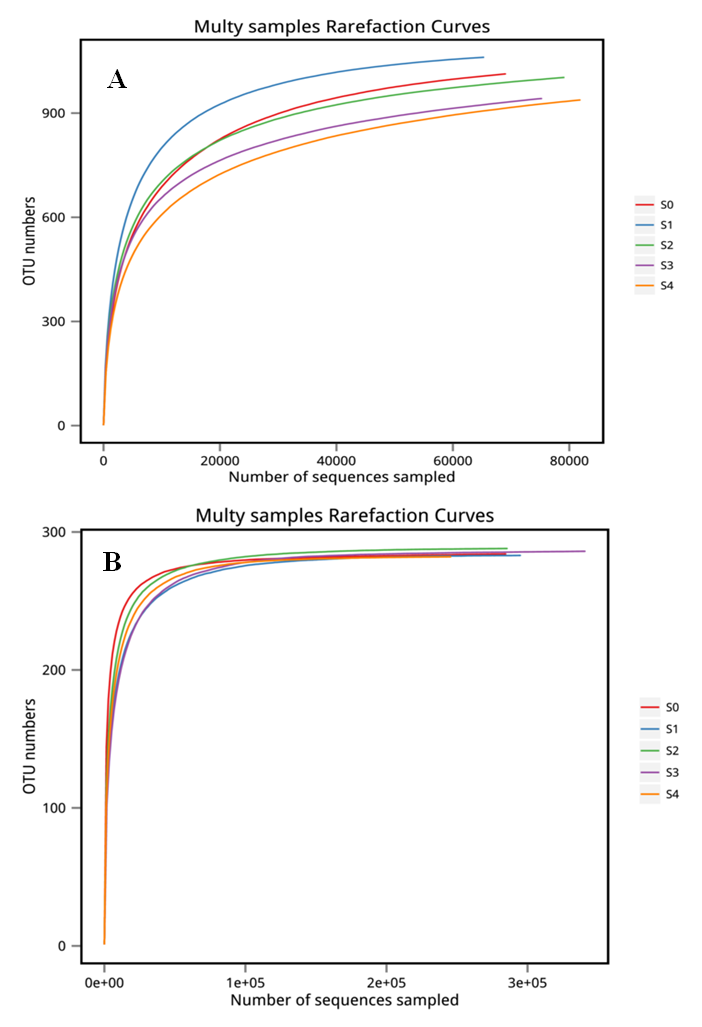 Multy samples Rarefaction Curves
A
900
600
300
0
OTU numbers
0 20000 40000 60000 80000
Number of sequences sampled
S0
S1
S2
S3
S4
Multy samples Rarefaction Curves
B
300
200
100
0
OTU numbers
0e+00 1e+05 2e+05 3e+05
Number of sequences sampled
S0
S1
S2
S3
S4